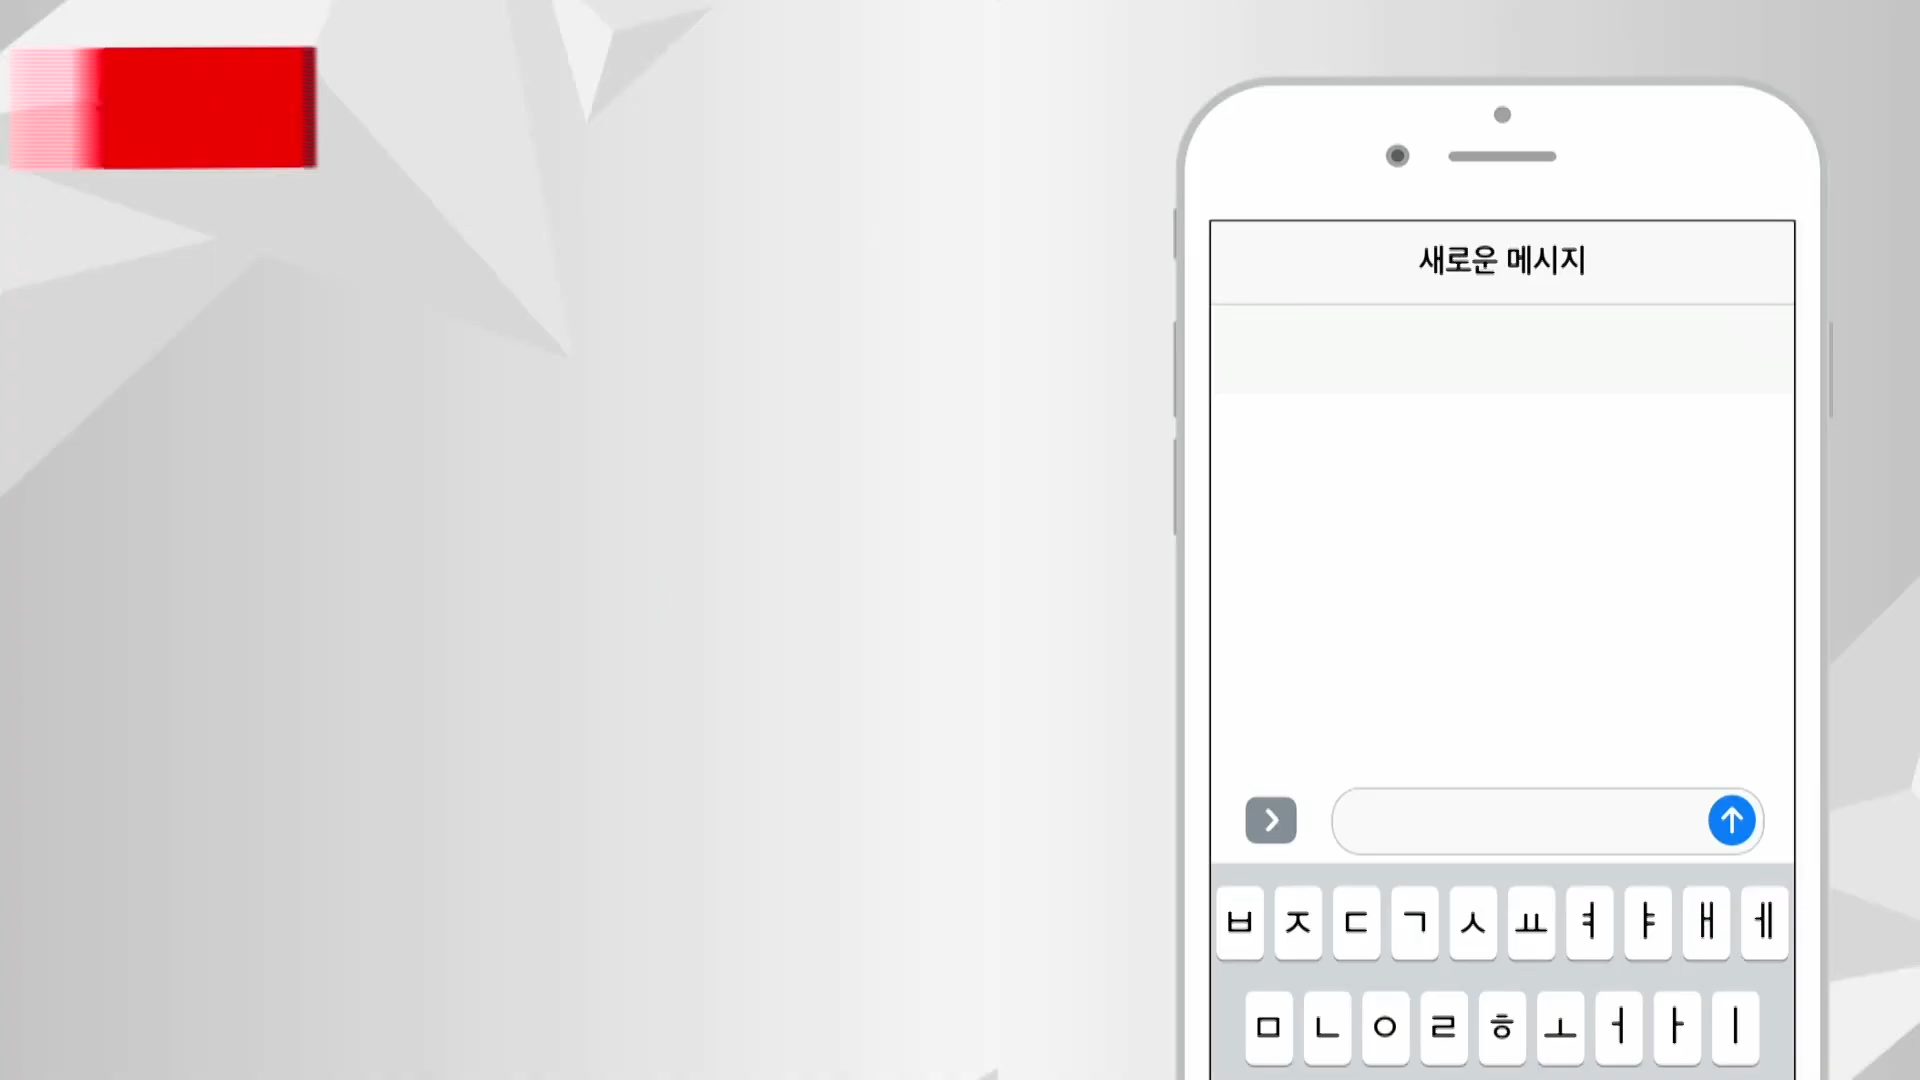 새로운 메시지
ㅂ ㅈ ㄷ ㄱ ㅅ ㅛ ㅕ ㅑ ㅐ ㅔ
ㅁ ㄴ ㅇ ㄹ ㅎ ㅗ ㅓ ㅏ ㅣ